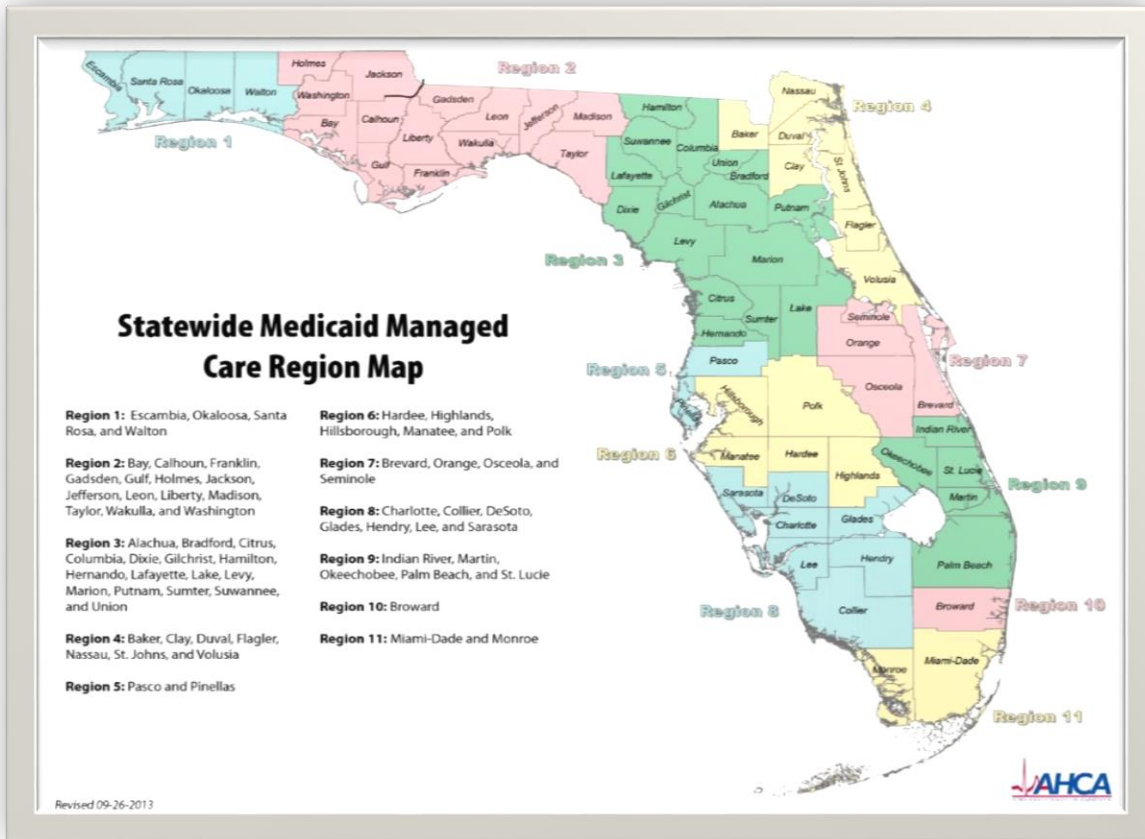 Escambia
Santa Rosa
Okaloosa
Walton
Holmes
Jackson
Washington
Bay
Calhoun
Gulf
Liberty
Franklin
Gadsden
Leon
Wakulla
Jefferson
Madison
Taylor
Region 1
Region 2
Hamilton
Suwannee
Columbia
Lafayette
Union
Bradford
Dixie
Gilchrist
Alachua
Putnam
Levy
Marion
Citrus
Sumter
Lake
Hernando
Region 3
Nassau
Baker
Duval
Clay
St Johns
Flagler
Volusia
Region 4
Pasco
Pinellas
Region 5
Hillsborough
Polk
Manatee
Hardee
Highlands
Region 6
Seminole
Orange
Osceola
Brevard
Region 7
Sarasota
DeSoto
Charlotte
Glades
Lee
Hendry
Collier
Region 8
Indian River
Okeechobee
St. Lucie
Martin
Palm Beach
Region 9
Broward
Region 10
Monroe
Miami-Dade
Region 11
Statewide Medicaid Managed
Care Region Map
Region 1: Escambia, Okaloosa, Santa
Rosa, and Walton
Region 2: Bay, Calhoun, Franklin,
Gadsden, Gulf, Holmes, Jackson,
Jefferson, Leon, Liberty, Madison,
Taylor, Wakulla, and Washington
Region 3: Alachua, Bradford, Citrus,
Columbia, Dixie, Gilchrist, Hamilton,
Hernando, Lafayette, Lake, Levy,
Marion, Putnam, Sumter, Suwannee,
and Union
Region 4: Baker, Clay, Duval, Flagler,
Nassau, St. Johns, and Volusia
Region 5: Pasco and Pinellas
Region 6: Hardee, Highlands,
Hillsborough, Manatee, and Polk
Region 7: Brevard, Orange, Osceola, and
Seminole
Region 8: Charlotte, Collier, DeSoto,
Glades, Hendry, Lee, and Sarasota
Region 9: Indian River, Martin,
Okeechobee, Palm Beach, and St. Lucie
Region 10: Broward
Region 11: Miami-Dade and Monroe
Revised 09-26-2013
AHCA